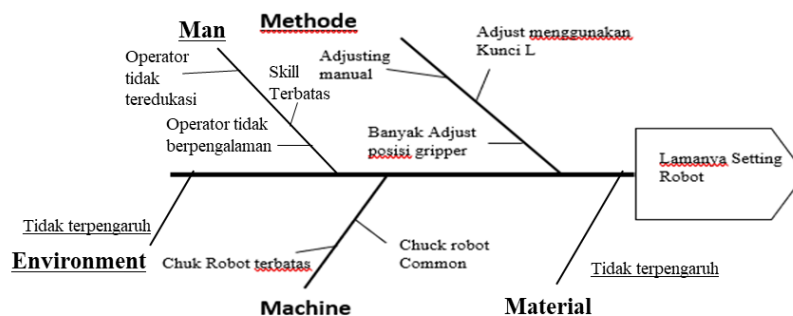 Man
Methode
Operator
tidak
teredukasi
Skill
Terbatas
Operator tidak
berpengalaman
Adjusting
manual
Adjust menggunakan
Kunci L
Banyak Adjust
posisi gripper
Lamanya Setting
Robot
Tidak terpengaruh
Environment
Chuk Robot terbatas
Chuck robot
Common
Machine
Tidak terpengaruh
Material